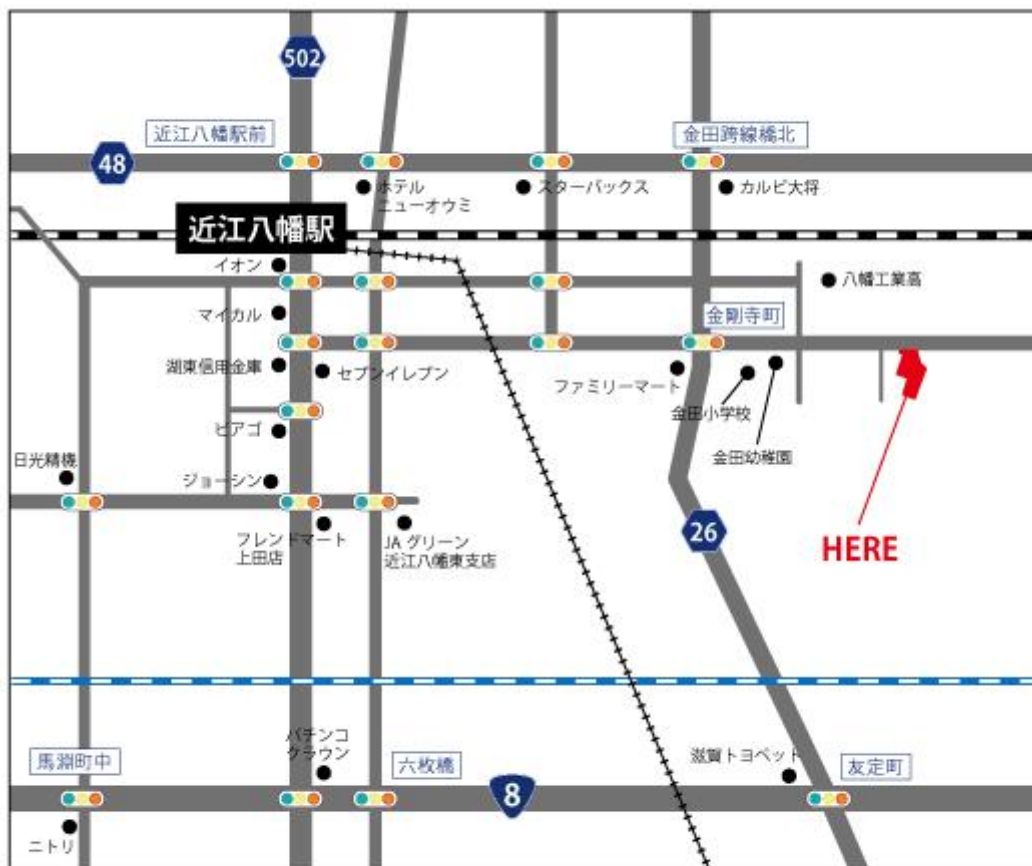 502
近江八幡駅前
金田跨線橋北
48
ホテル
ニューオウミ
スターバックス
カルビ大将
近江八幡駅
イオン
八幡工業高
マイカル
金剛寺町
湖東信用金庫
セブンイレブン
ファミリーマート
金田小学校
ピアゴ
金田幼稚園
日光精機
ジョーシン
26
HERE
フレンドマート
上田店
JA グリーン
近江八幡東支店
パチンコ
クラウン
馬淵町中
六枚橋
滋賀トヨペット
友定町
8
ニトリ